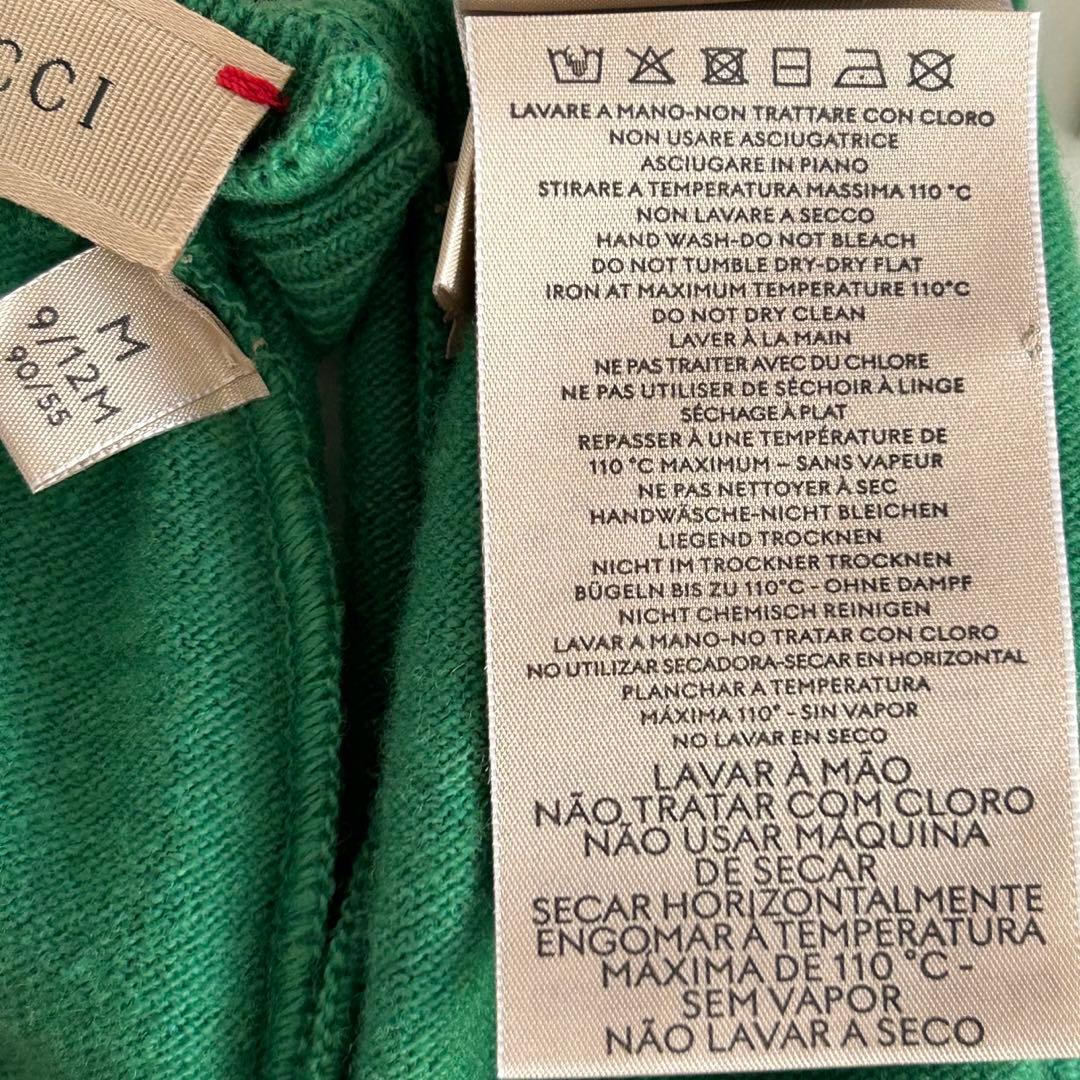 CCI
M
9/12M
90/55
LAVARE A MANO-NON TRATTARE CON CLORO
NON USARE ASCIUGATRICE
ASCIUGARE IN PIANO
STIRARE A TEMPERATURA MASSIMA 110 °C
NON LAVARE A SECCO
HAND WASH-DO NOT BLEACH
DO NOT TUMBLE DRY-DRY FLAT
IRON AT MAXIMUM TEMPERATURE 110°C
DO NOT DRY CLEAN
LAVER À LA MAIN
NE PAS TRAITER AVEC DU CHLORE
NE PAS UTILISER DE SÉCHOIR À LINGE
SÉCHAGE À PLAT
REPASSER À UNE TEMPÉRATURE DE
110 °C MAXIMUM – SANS VAPEUR
NE PAS NETTOYER À SEC
HANDWÄSCHE-NICHT BLEICHEN
LIEGEND TROCKNEN
NICHT IM TROCKNER TROCKNEN
BÜGELN BIS ZU 110°C - OHNE DAMPF
NICHT CHEMISCH REINIGEN
LAVAR A MANO-NO TRATAR CON CLORO
NO UTILIZAR SECADORA-SECAR EN HORIZONTAL
PLANCHAR A TEMPERATURA
MÁXIMA 110° - SIN VAPOR
NO LAVAR EN SECO
LAVAR À MÃO
NÃO TRATAR COM CLORO
NÃO USAR MÁQUINA
DE SECAR
SECAR HORIZONTALMENTE
ENGOMAR A TEMPERATURA
MÁXIMA DE 110 °C -
SEM VAPOR
NÃO LAVAR A SECO